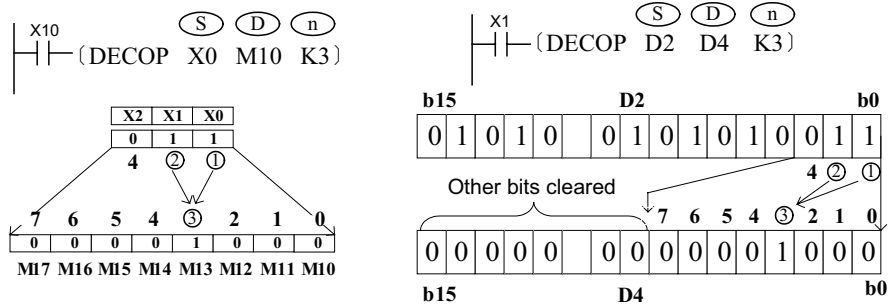 S D n
X10
DECOP X0 M10 K3
X2 X1 X0
0 1 1
4 ② ①
7 6 5 4 ③ 2 1 0
0 0 0 0 1 0 0 0
M17 M16 M15 M14 M13 M12 M11 M10
S D n
X1
DECOP D2 D4 K3
b15 D2 b0
0 1 0 1 0 0 1 0 1 0 1 0 0 1 1
4 ② ①
Other bits cleared
7 6 5 4 ③ 2 1 0
0 0 0 0 0 0 0 0 0 0 0 1 0 0 0
b15 D4 b0